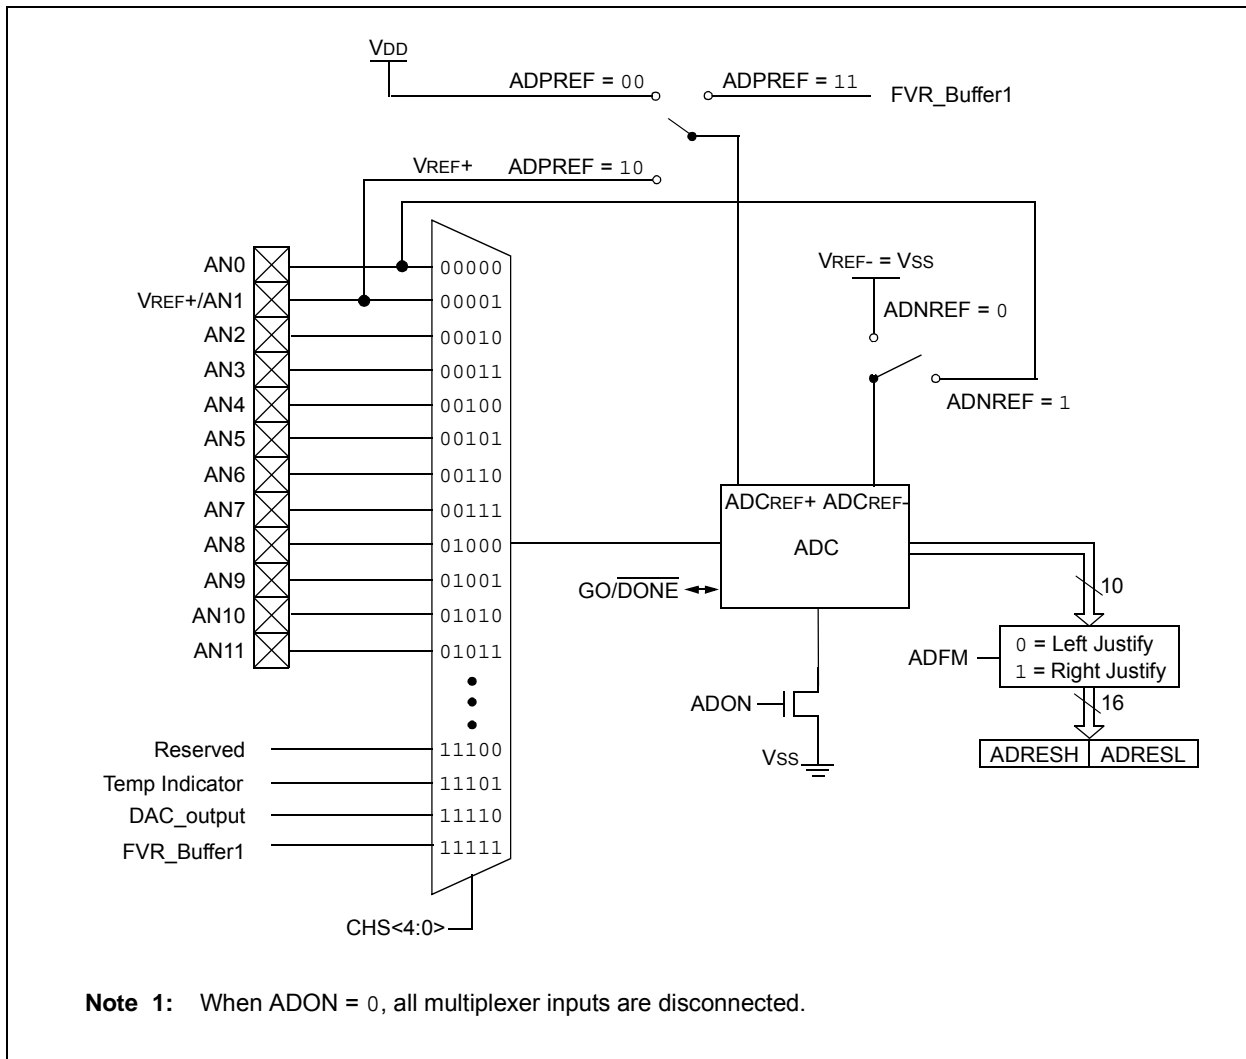 VDD
ADPREF = 00
ADPREF = 11
FVR_Buffer1
VREF+ ADPREF = 10
AN0
00000
VREF+/AN1
00001
AN2
00010
AN3
00011
AN4
00100
AN5
00101
AN6
00110
AN7
00111
AN8
01000
AN9
01001
AN10
01010
AN11
01011
Reserved
11100
Temp Indicator
11101
DAC_output
11110
FVR_Buffer1
11111
CHS<4:0>
VREF- = VSS
ADNREF = 0
ADNREF = 1
ADCREF+ ADCREF-
ADC
GO/DONE
ADON
VSS
10
ADFM
0 = Left Justify
1 = Right Justify
16
ADRESH ADRESL
Note 1: When ADON = 0, all multiplexer inputs are disconnected.